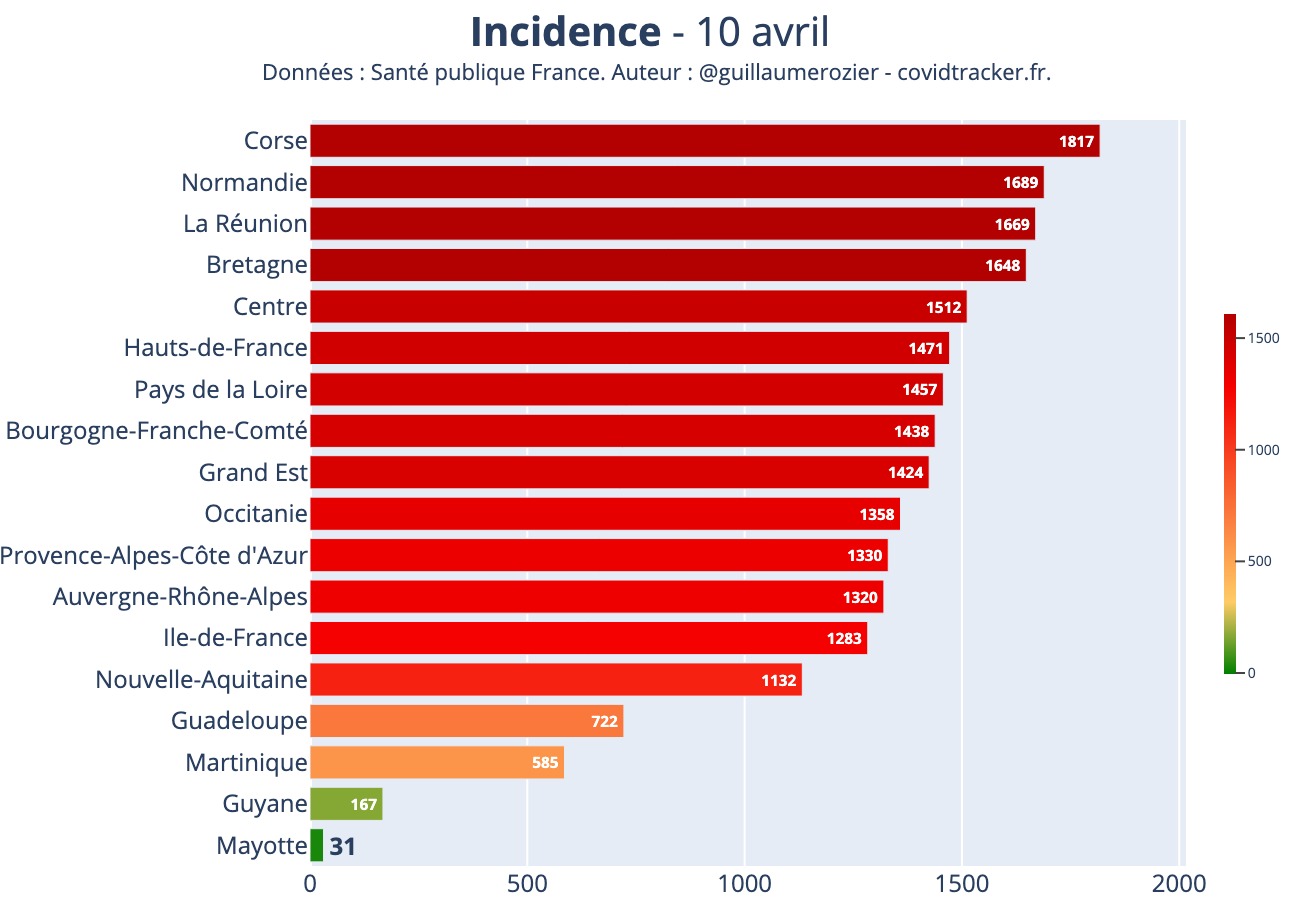 Incidence - 10 avril
Données : Santé publique France. Auteur : @guillaumerozier - covidtracker.fr.
Corse 1817
Normandie 1689
La Réunion 1669
Bretagne 1648
Centre 1512
Hauts-de-France 1471
Pays de la Loire 1457
Bourgogne-Franche-Comté 1438
Grand Est 1424
Occitanie 1358
Provence-Alpes-Côte d'Azur 1330
Auvergne-Rhône-Alpes 1320
Ile-de-France 1283
Nouvelle-Aquitaine 1132
Guadeloupe 722
Martinique 585
Guyane 167
Mayotte 31
0 500 1000 1500 2000
1500
1000
500
0